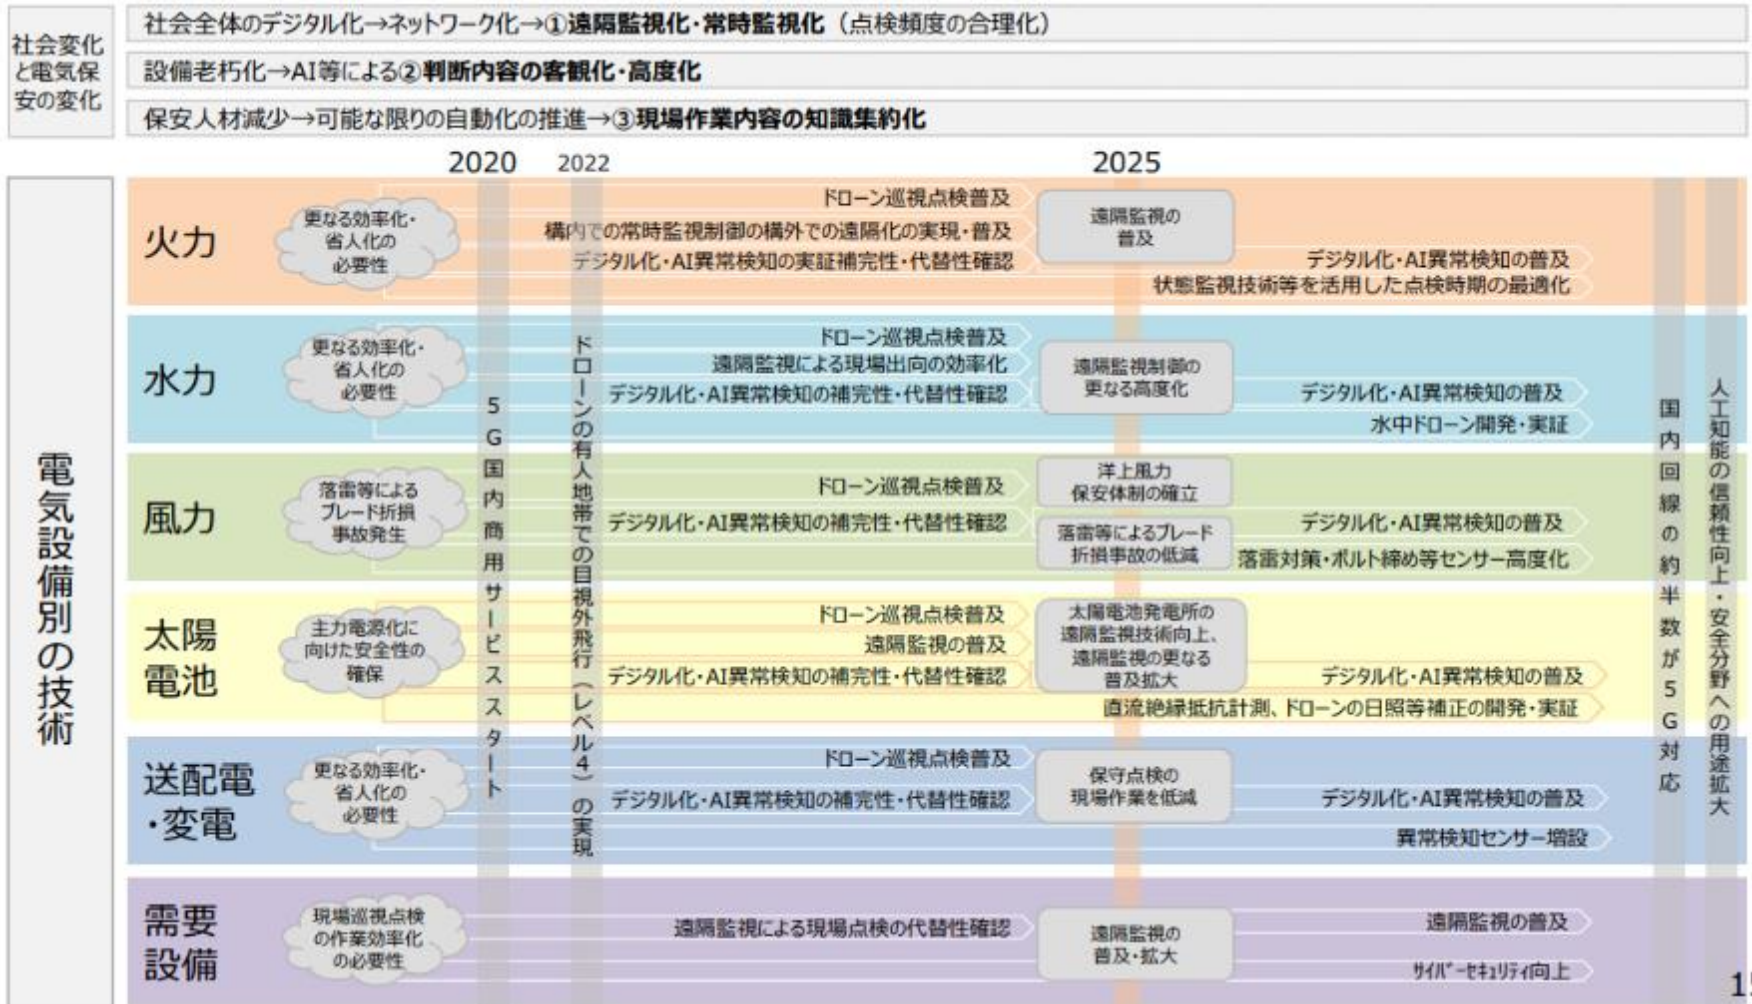 社会変化
と電気保
安の変化
社会全体のデジタル化→ネットワーク化→①遠隔監視化・常時監視化（点検頻度の合理化）
設備老朽化→AI等による②判断内容の客観化・高度化
保安人材減少→可能な限りの自動化の推進→③現場作業内容の知識集約化
2020
2022
2025
電気設備別の技術
火力
更なる効率化・
省人化の
必要性
ドローン巡視点検普及
構内での常時監視制御の構外での遠隔化の実現・普及
デジタル化・AI異常検知の実証補完性・代替性確認
遠隔監視の
普及
デジタル化・AI異常検知の普及
状態監視技術等を活用した点検時期の最適化
水力
更なる効率化・
省人化の
必要性
ドローン巡視点検普及
遠隔監視による現場出向の効率化
デジタル化・AI異常検知の補完性・代替性確認
遠隔監視制御の
更なる高度化
デジタル化・AI異常検知の普及
水中ドローン開発・実証
風力
落雷等による
ブレード折損
事故発生
ドローン巡視点検普及
デジタル化・AI異常検知の補完性・代替性確認
洋上風力
保安体制の確立
落雷等によるブレード
折損事故の低減
デジタル化・AI異常検知の普及
落雷対策・ボルト締め等センサー高度化
太陽
電池
主力電源化に
向けた安全性の
確保
ドローン巡視点検普及
遠隔監視の普及
デジタル化・AI異常検知の補完性・代替性確認
太陽電池発電所の
遠隔監視技術向上、
遠隔監視の更なる
普及拡大
デジタル化・AI異常検知の普及
直流絶縁抵抗計測、ドローンの日照等補正の開発・実証
送配電
・変電
更なる効率化・
省人化の
必要性
ドローン巡視点検普及
デジタル化・AI異常検知の補完性・代替性確認
保守点検の
現場作業を低減
デジタル化・AI異常検知の普及
異常検知センサー増設
需要
設備
現場巡視点検
の作業効率化
の必要性
遠隔監視による現場点検の代替性確認
遠隔監視の
普及・拡大
遠隔監視の普及
サイバーセキュリティ向上
5G国内商用サービススタート
ドローンの有人地帯での目視外飛行（レベル4）の実現
国内回線の約半数が5G対応
人工知能の信頼性向上・安全分野への用途拡大